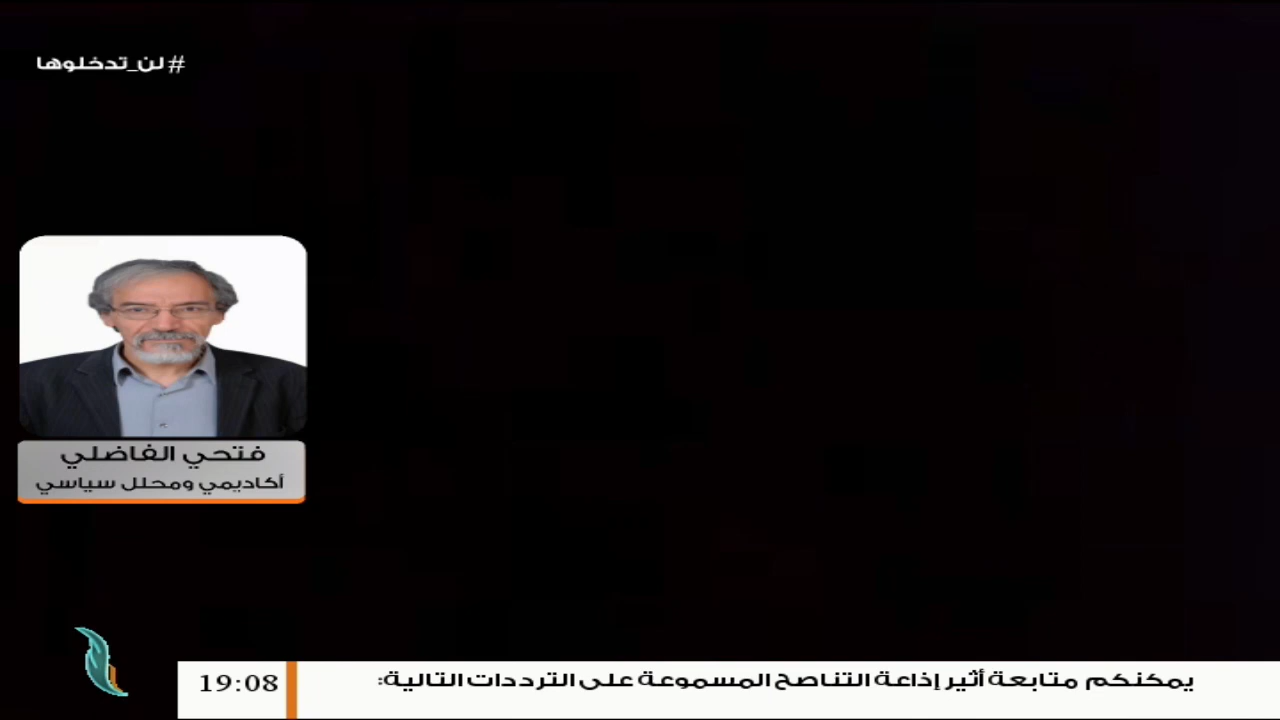 #لن_تدخلوها
فتحي الفاضلي
أكاديمي ومحلل سياسي
يمكنكم متابعة أثير إذاعة التناصح المسموعة على الترددات التالية:
19:08